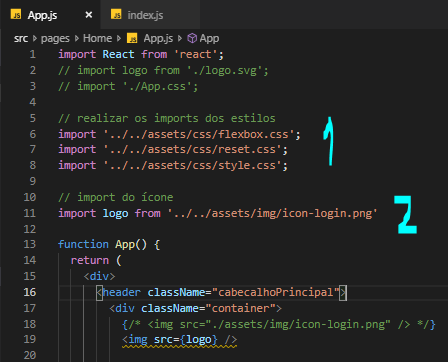 App.js × index.js
src > pages > Home > App.js > App
1 import React from 'react';
2 // import logo from './logo.svg';
3 // import './App.css';
4
5 // realizar os imports dos estilos
6 import '../../assets/css/flexbox.css';
7 import '../../assets/css/reset.css';
8 import '../../assets/css/style.css';
1
9
10 // import do ícone
11 import logo from '../../assets/img/icon-login.png'
2
12
13 function App() {
14 return (
15 <div>
16 <header className="cabecalhoPrincipal">
17 <div className="container">
18 {/* <img src="./assets/img/icon-login.png" /> */}
19 <img src={logo} />